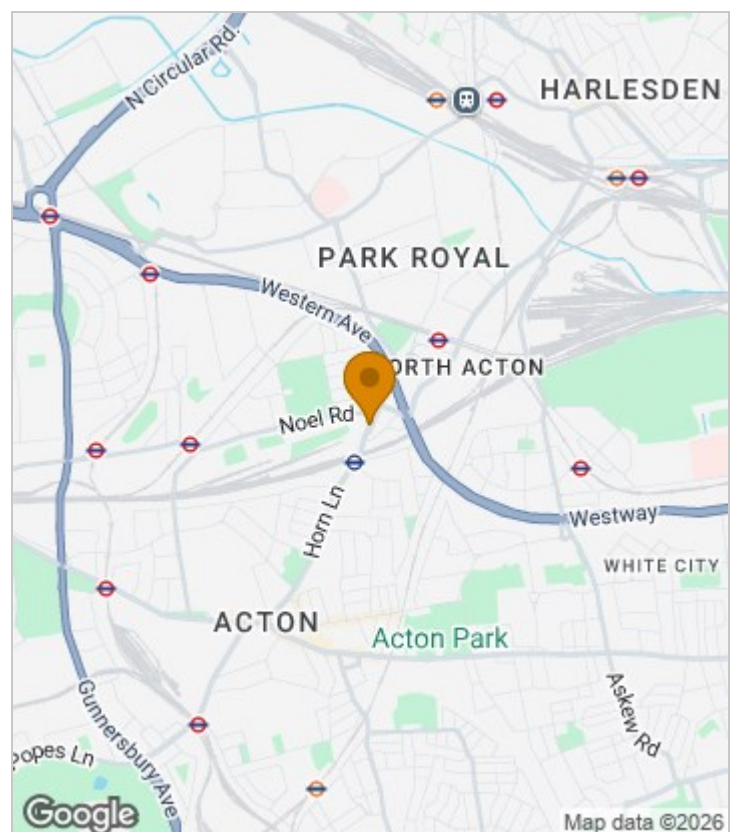 N Circular Rd.
HARLESDEN
PARK ROYAL
Western Ave
ORTH ACTON
Noel Rd
Horn Ln
Westway
WHITE CITY
ACTON
Acton Park
Askew Rd
Gunnersbury Ave
opes Ln
Google
Map data ©2026